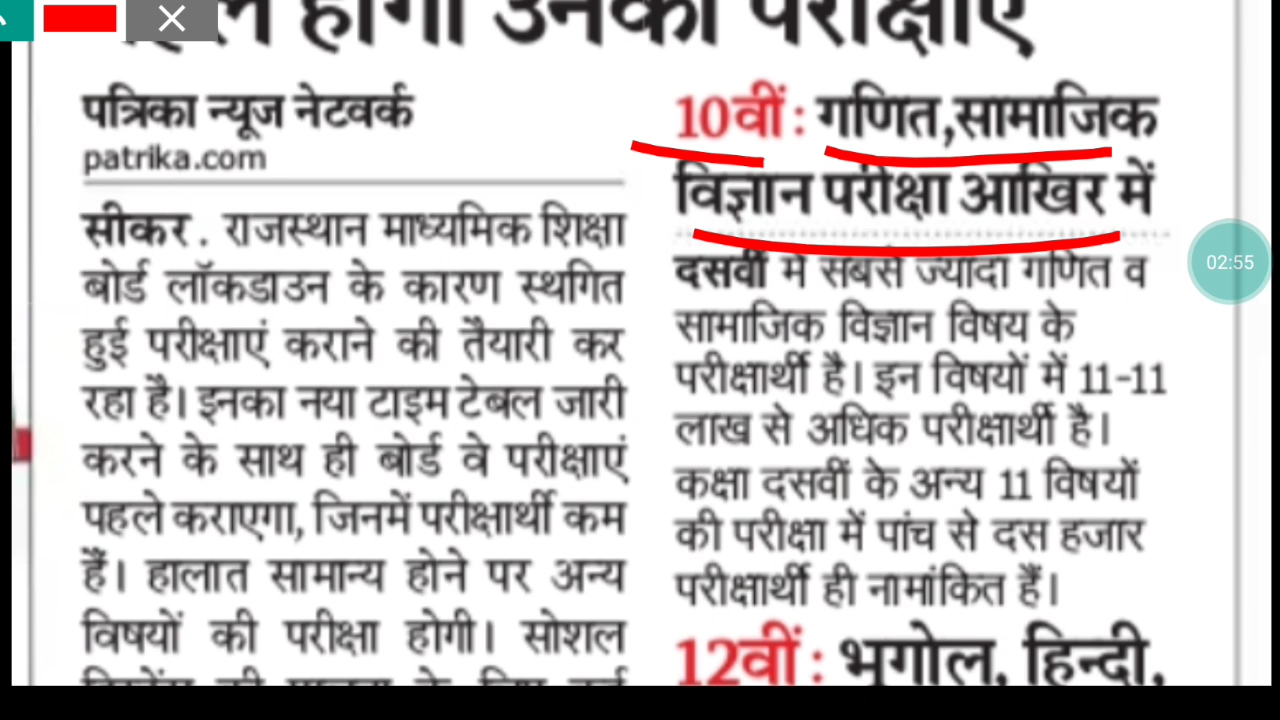 होगी उनकी परीक्षाएं
पत्रिका न्यूज नेटवर्क
patrika.com
सीकर. राजस्थान माध्यमिक शिक्षा
बोर्ड लॉकडाउन के कारण स्थगित
हुई परीक्षाएं कराने की तैयारी कर
रहा है। इनका नया टाइम टेबल जारी
करने के साथ ही बोर्ड वे परीक्षाएं
पहले कराएगा, जिनमें परीक्षार्थी कम
हैं। हालात सामान्य होने पर अन्य
विषयों की परीक्षा होगी। सोशल
10वीं: गणित,सामाजिक
विज्ञान परीक्षा आखिर में
दसवीं में सबसे ज्यादा गणित व
सामाजिक विज्ञान विषय के
परीक्षार्थी है। इन विषयों में 11-11
लाख से अधिक परीक्षार्थी है।
कक्षा दसवीं के अन्य 11 विषयों
की परीक्षा में पांच से दस हजार
परीक्षार्थी ही नामांकित हैं।
12वीं: भूगोल, हिन्दी,
02:55